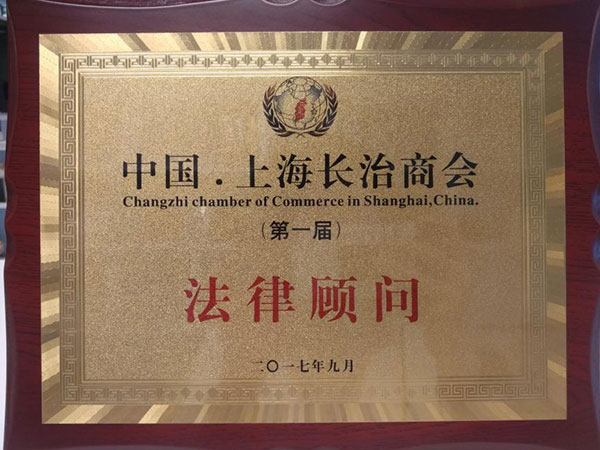 中国.上海长治商会
Changzhi chamber of Commerce in Shanghai,China.
(第一届)
法律顾问
二〇一七年九月